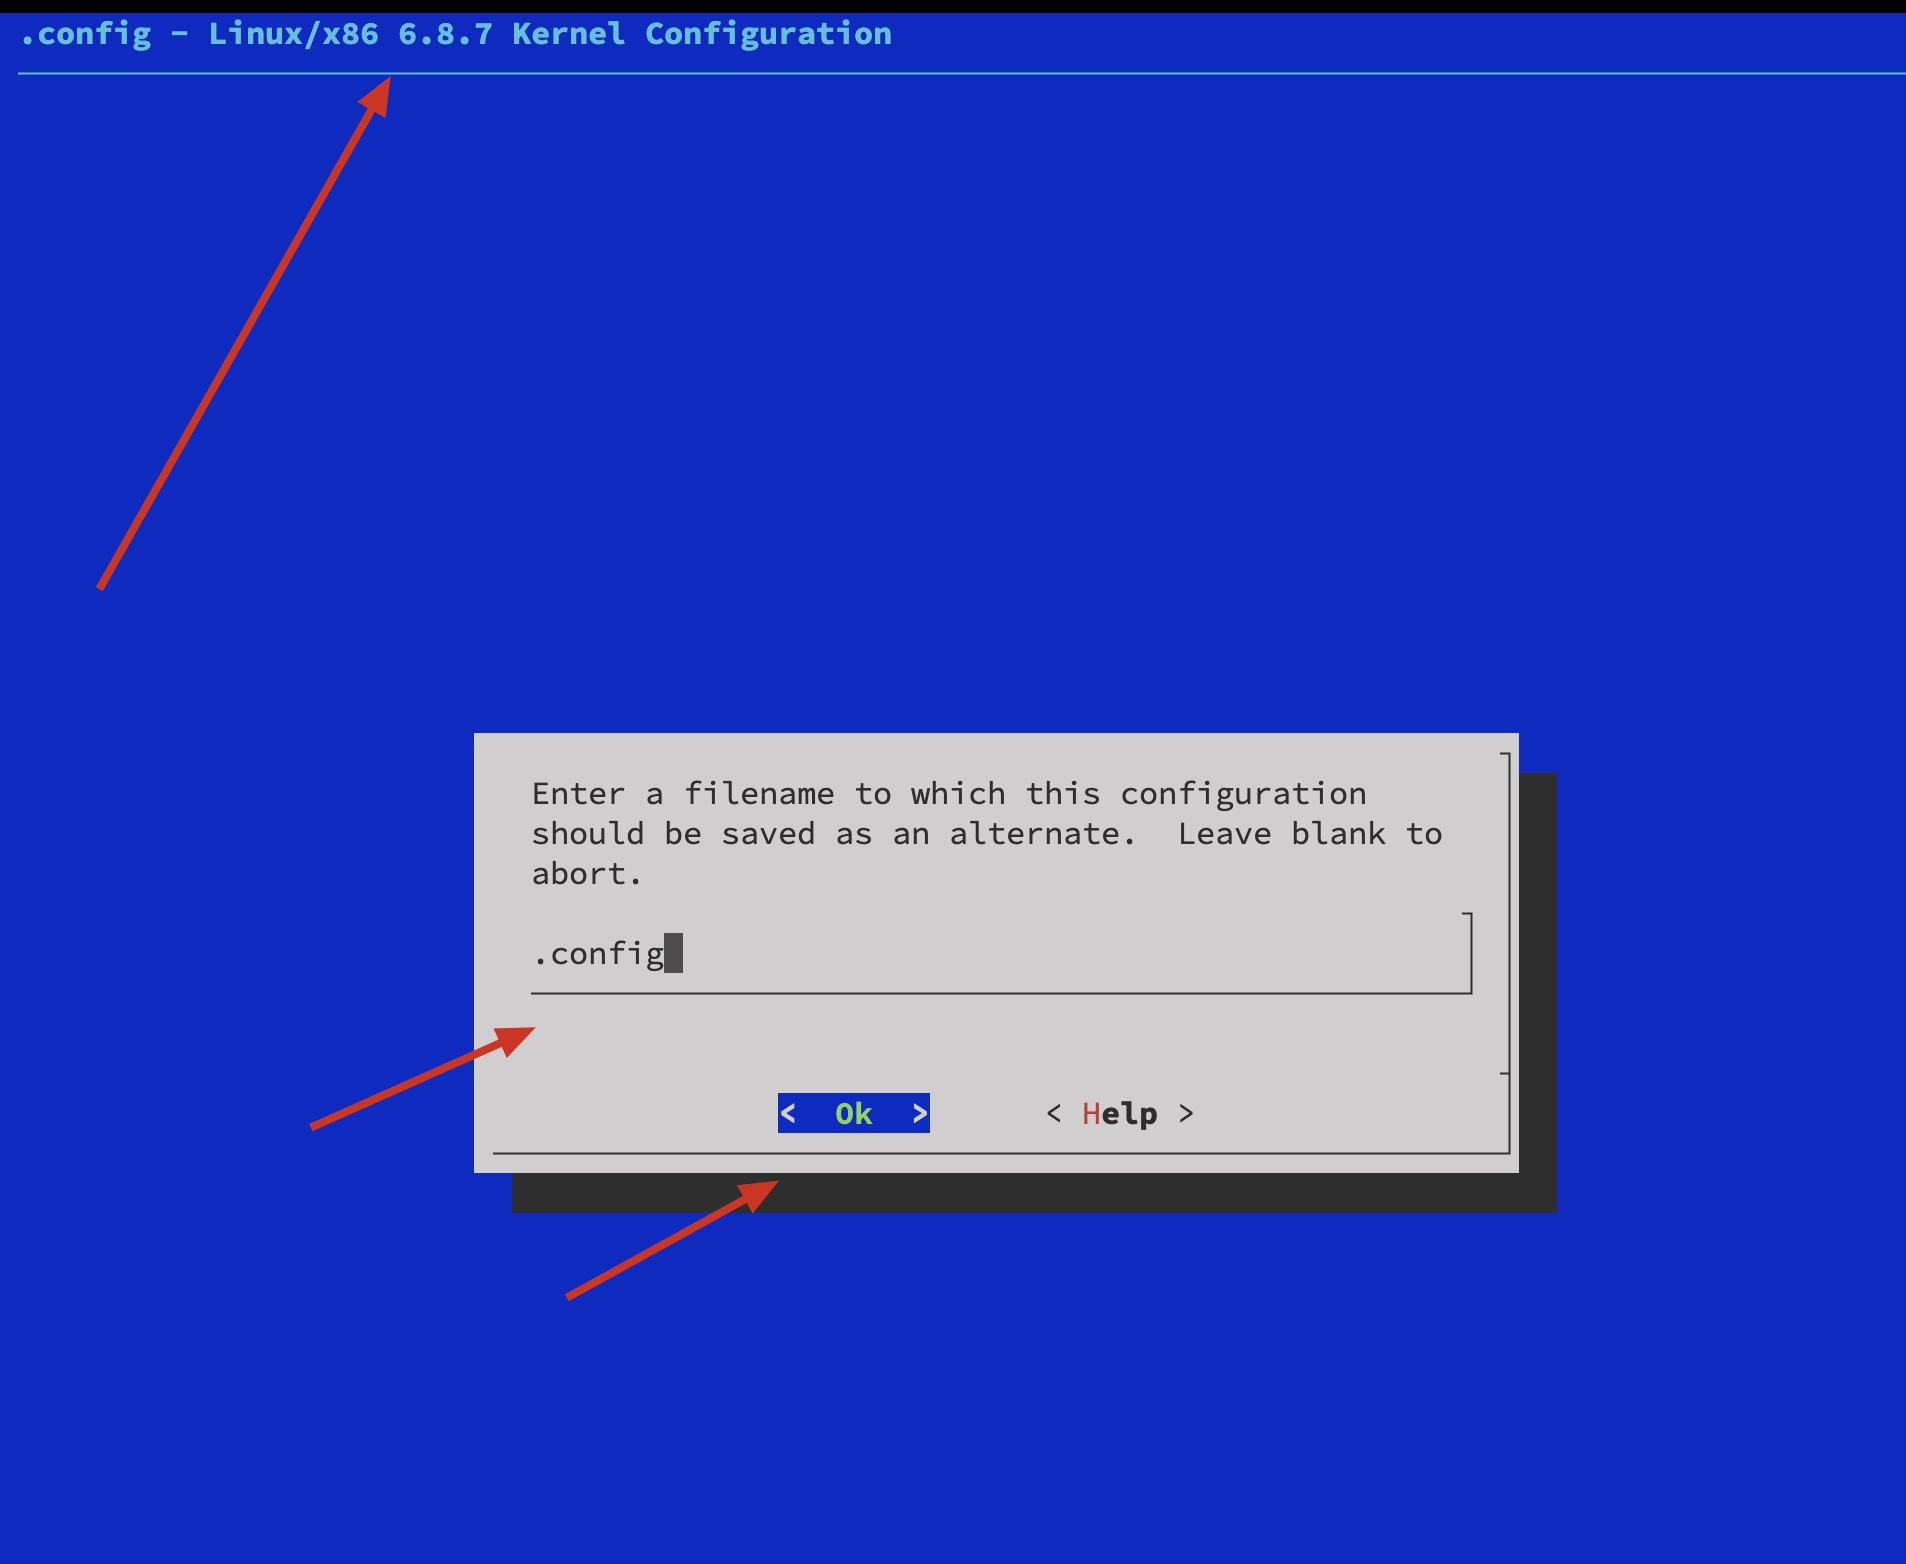 .config - Linux/x86 6.8.7 Kernel Configuration
Enter a filename to which this configuration
should be saved as an alternate.  Leave blank to
abort.
.config
<  Ok  >  < Help >